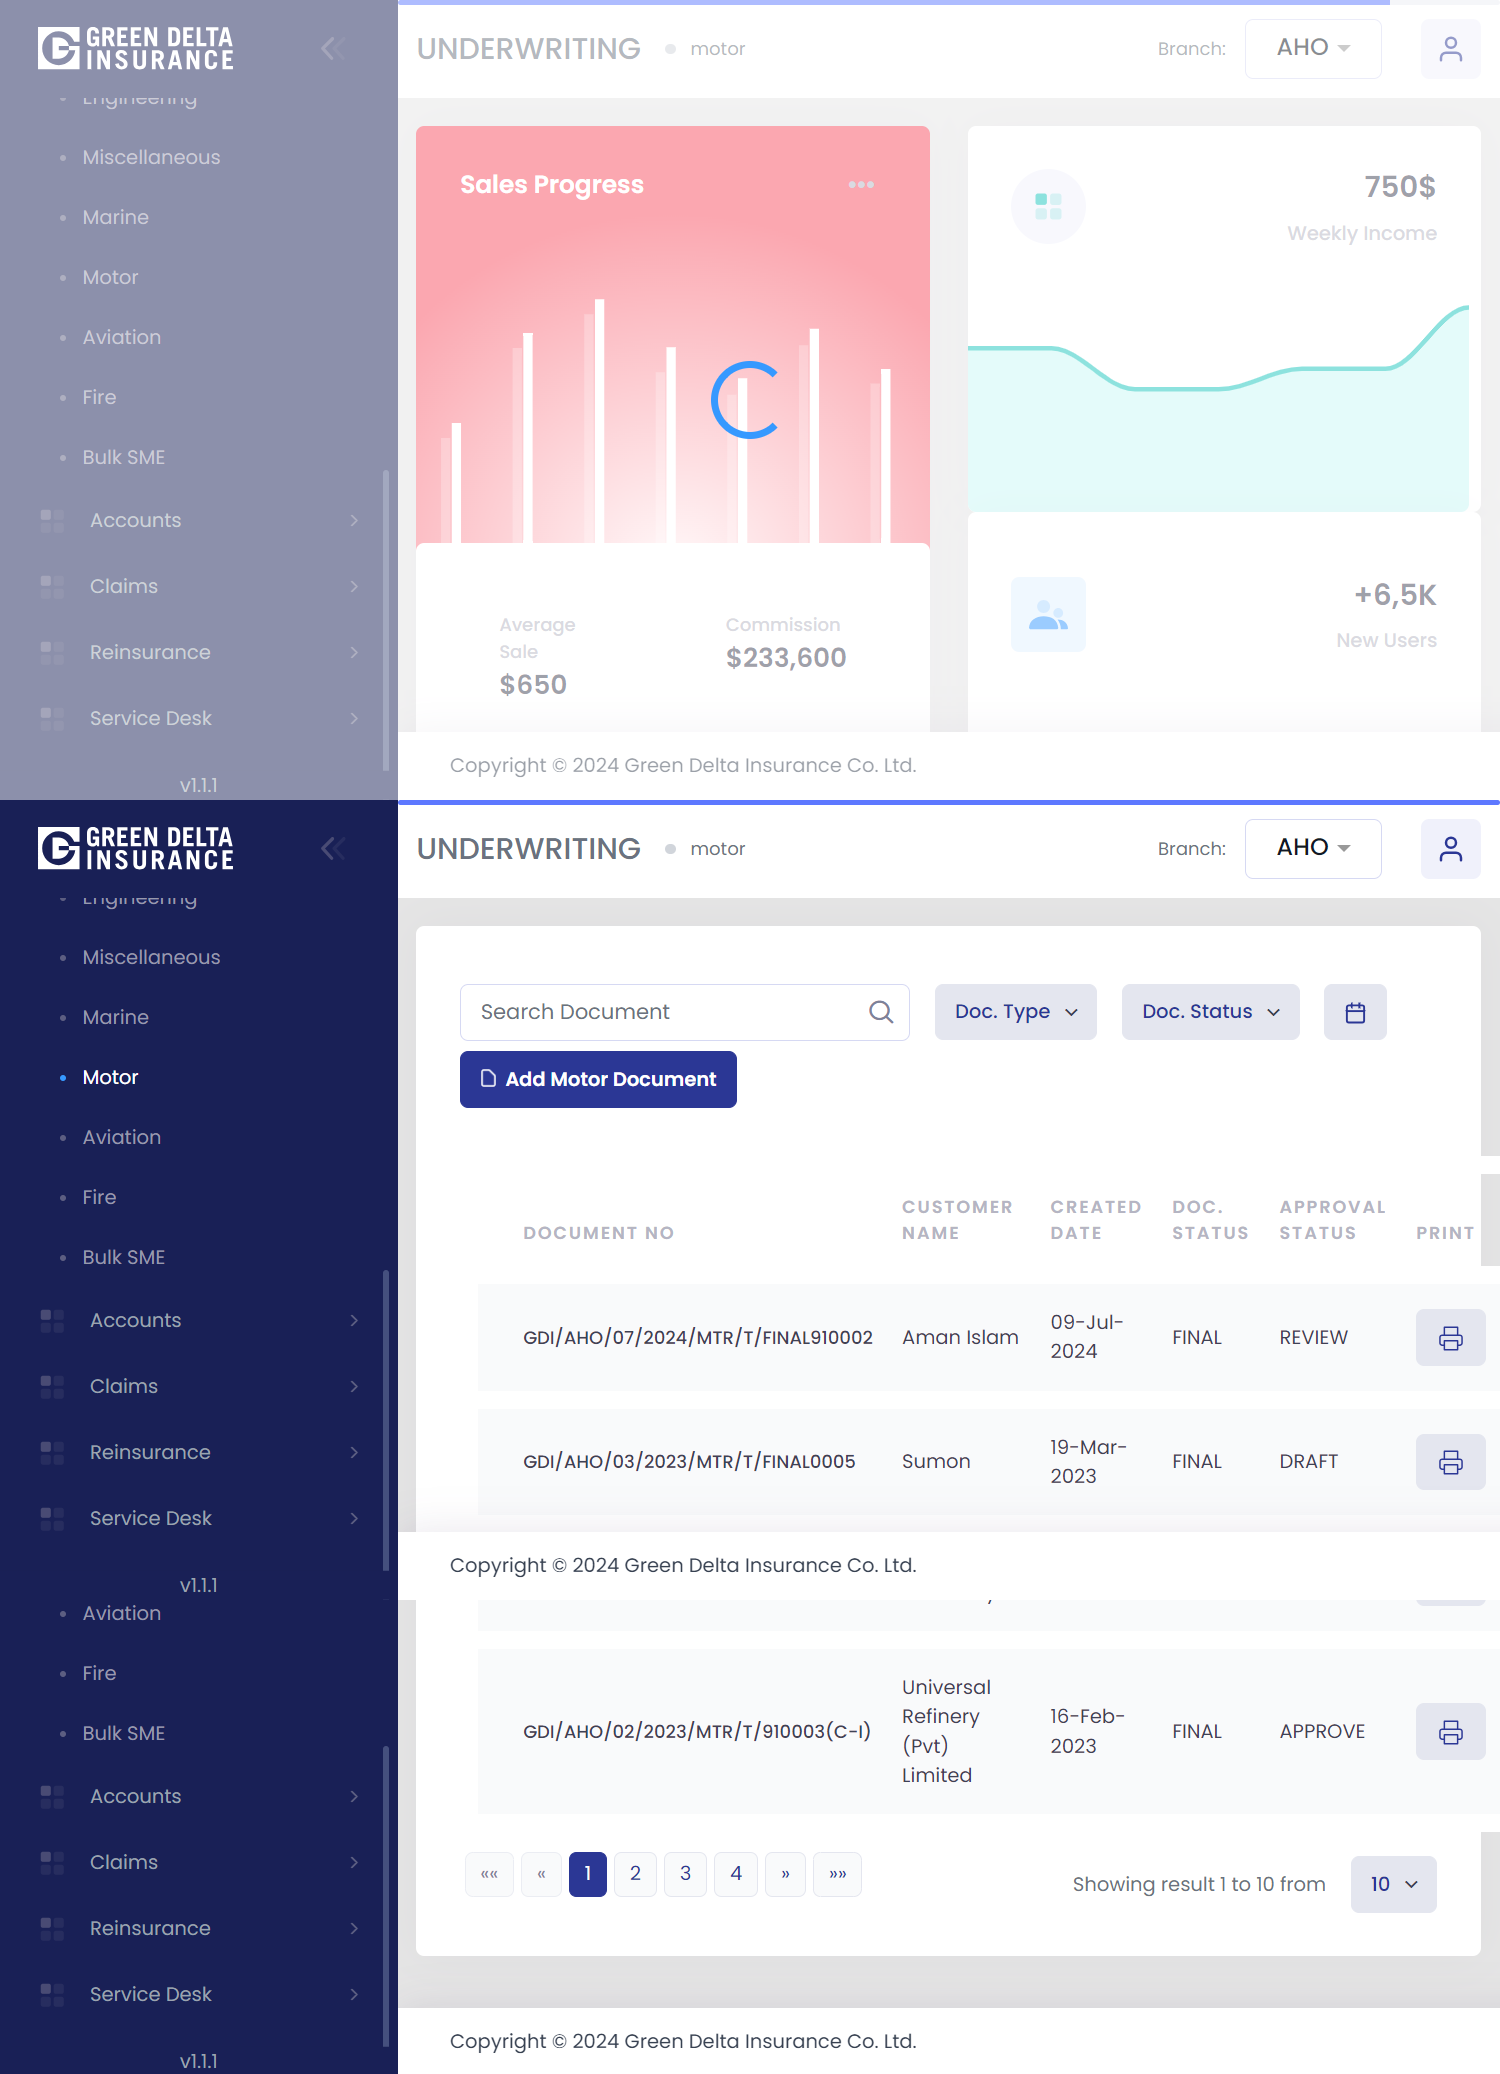 GREEN DELTA
INSURANCE
UNDERWRITING motor Branch: AHO
Engineering
Miscellaneous
Marine
Motor
Aviation
Fire
Bulk SME
Accounts
Claims
Reinsurance
Service Desk
v1.1.1
Sales Progress
Average
Sale
$650
Commission
$233,600
750$
Weekly Income
+6,5K
New Users
Copyright © 2024 Green Delta Insurance Co. Ltd.
GREEN DELTA
INSURANCE
UNDERWRITING motor Branch: AHO
Engineering
Miscellaneous
Marine
Motor
Aviation
Fire
Bulk SME
Accounts
Claims
Reinsurance
Service Desk
v1.1.1
Search Document Doc. Type Doc. Status
Add Motor Document
DOCUMENT NO CUSTOMER NAME CREATED DATE DOC. STATUS APPROVAL STATUS PRINT
GDI/AHO/07/2024/MTR/T/FINAL910002 Aman Islam 09-Jul-2024 FINAL REVIEW
GDI/AHO/03/2023/MTR/T/FINAL0005 Sumon 19-Mar-2023 FINAL DRAFT
Copyright © 2024 Green Delta Insurance Co. Ltd.
Aviation
Fire
Bulk SME
Accounts
Claims
Reinsurance
Service Desk
v1.1.1
GDI/AHO/02/2023/MTR/T/910003(C-I) Universal Refinery (Pvt) Limited 16-Feb-2023 FINAL APPROVE
«« « 1 2 3 4 » »»
Showing result 1 to 10 from 10
Copyright © 2024 Green Delta Insurance Co. Ltd.